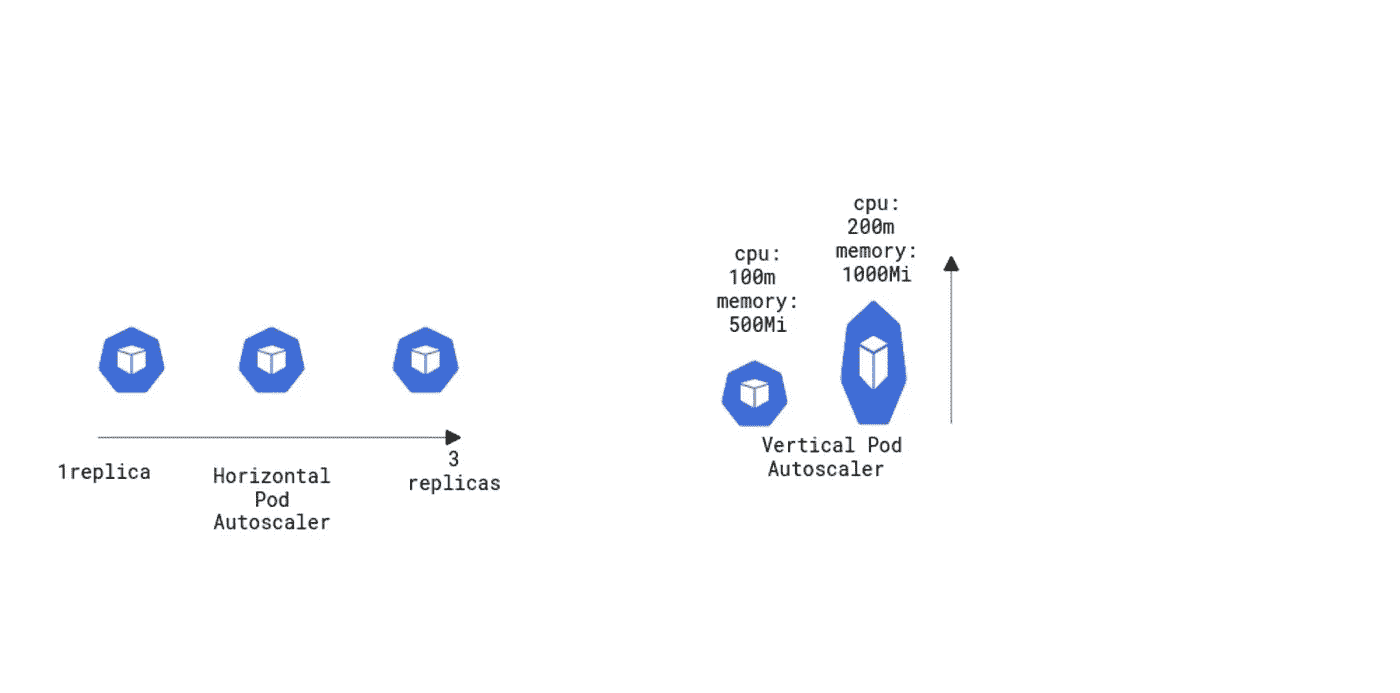 1replica
Horizontal
Pod
Autoscaler
3
replicas
cpu:
100m
memory:
500Mi
cpu:
200m
memory:
1000Mi
Vertical Pod
Autoscaler